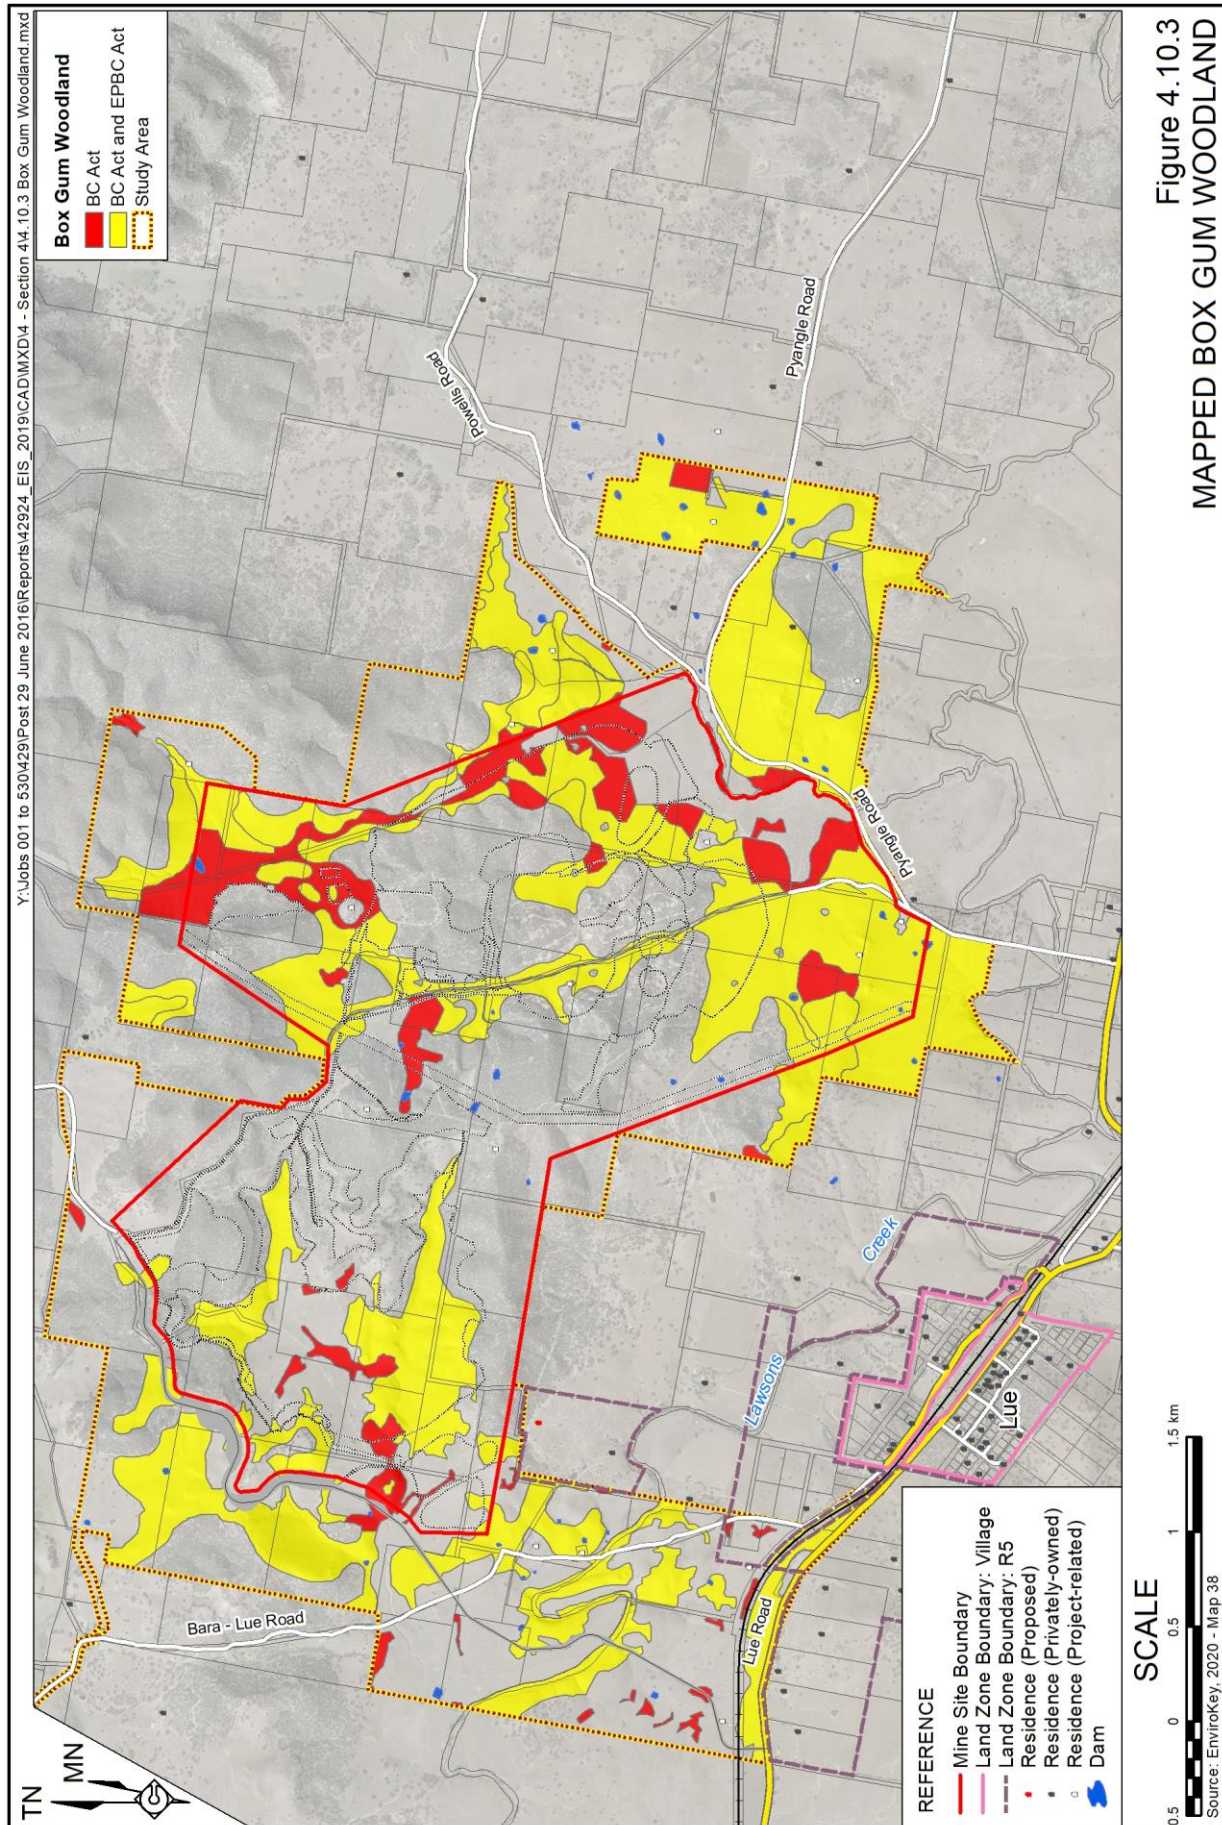 Y:\Jobs 001 to 530\429\Post 29 June 2016\Reports\42924_EIS_2019\CAD\MXD\4 - Section 4\4.10.3 Box Gum Woodland.mxd
TN
MN
Box Gum Woodland
BC Act
BC Act and EPBC Act
Study Area
Powells Road
Pyangle Road
Pyangle Road
Bara - Lue Road
Lawsons
Creek
Lue Road
Lue
REFERENCE
Mine Site Boundary
Land Zone Boundary: Village
Land Zone Boundary: R5
Residence (Proposed)
Residence (Privately-owned)
Residence (Project-related)
Dam
SCALE
0.5 0 0.5 1 1.5 km
Source: EnviroKey, 2020 - Map 38
Figure 4.10.3
MAPPED BOX GUM WOODLAND